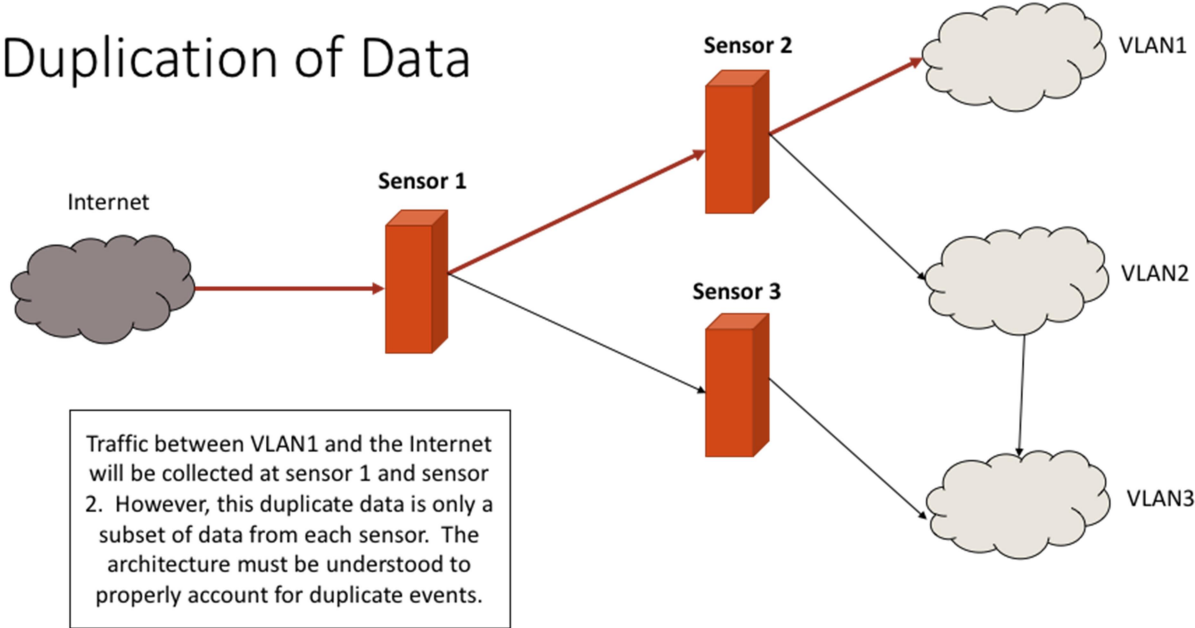 Duplication of Data
Sensor 2
VLAN1
Sensor 1
Internet
VLAN2
Sensor 3
Traffic between VLAN1 and the Internet
will be collected at sensor 1 and sensor
2. However, this duplicate data is only a
subset of data from each sensor. The
architecture must be understood to
properly account for duplicate events.
VLAN3